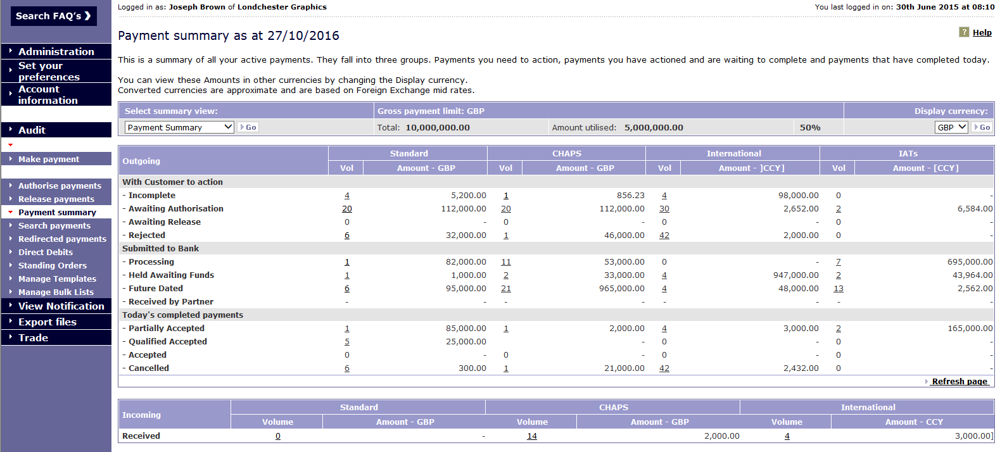 Search FAQ's ❯
Administration
Set your
preferences
Account
information
Audit
Make payment
Authorise payments
Release payments
Payment summary
Search payments
Redirected payments
Direct Debits
Standing Orders
Manage Templates
Manage Bulk Lists
View Notification
Export files
Trade
Logged in as: Joseph Brown of Londchester Graphics You last logged in on: 30th June 2015 at 08:10
Payment summary as at 27/10/2016 ? Help
This is a summary of all your active payments. They fall into three groups. Payments you need to action, payments you have actioned and are waiting to complete and payments that have completed today.
You can view these Amounts in other currencies by changing the Display currency.
Converted currencies are approximate and are based on Foreign Exchange mid rates.
Select summary view: Gross payment limit: GBP Display currency:
Payment Summary Go Total: 10,000,000.00 Amount utilised: 5,000,000.00 50% GBP Go
Outgoing Standard CHAPS International IATs
Vol Amount - GBP Vol Amount - GBP Vol Amount - ]CCY] Vol Amount - [CCY]
With Customer to action
- Incomplete 4 5,200.00 1 856.23 4 98,000.00 0 -
- Awaiting Authorisation 20 112,000.00 20 112,000.00 30 2,652.00 2 6,584.00
- Awaiting Release 0 - 0 - 0 - 0 -
- Rejected 6 32,000.00 1 46,000.00 42 2,000.00 0 -
Submitted to Bank
- Processing 1 82,000.00 11 53,000.00 0 - 7 695,000.00
- Held Awaiting Funds 1 1,000.00 2 33,000.00 4 947,000.00 2 43,964.00
- Future Dated 6 95,000.00 21 965,000.00 4 48,000.00 13 2,562.00
- Received by Partner - - - - - - - -
Today's completed payments
- Partially Accepted 1 85,000.00 1 2,000.00 4 3,000.00 2 165,000.00
- Qualified Accepted 5 25,000.00 - 0 - 0 -
- Accepted 0 - 0 - 0 - 0 -
- Cancelled 6 300.00 1 21,000.00 42 2,432.00 0 -
Refresh page
Incoming Standard CHAPS International
Volume Amount - GBP Volume Amount - GBP Volume Amount - CCY
Received 0 - 14 2,000.00 4 3,000.00]